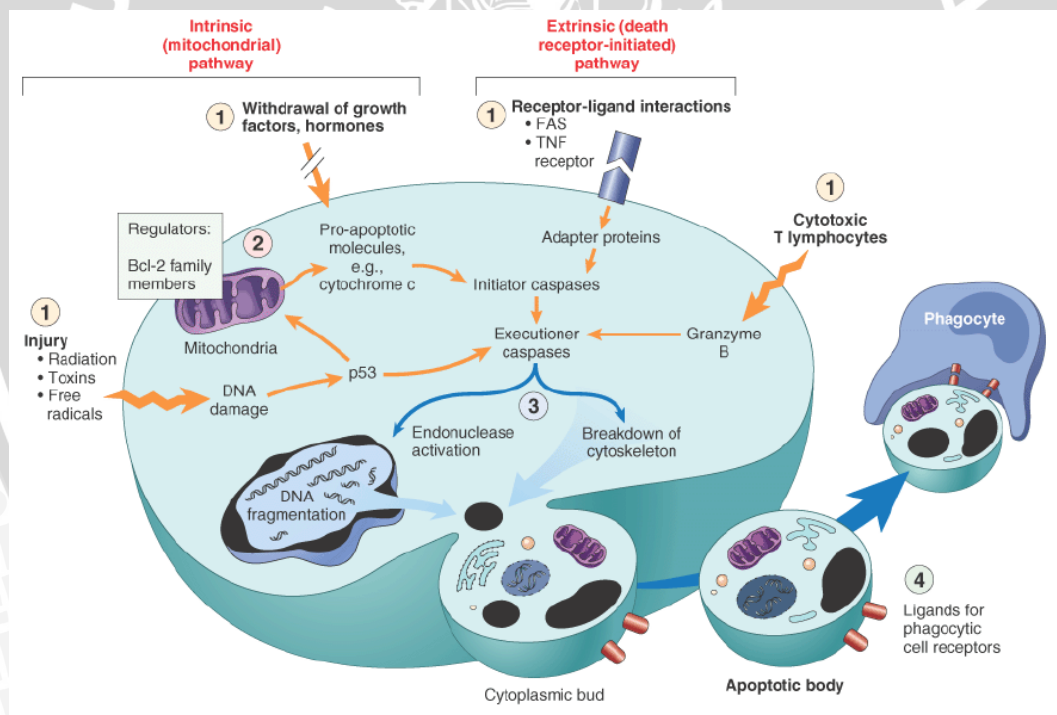 Intrinsic
(mitochondrial)
pathway
Extrinsic (death
receptor-initiated)
pathway
1
Withdrawal of growth
factors, hormones
1
Receptor-ligand interactions
• FAS
• TNF
receptor
1
Cytotoxic
T lymphocytes
Regulators:
Bcl-2 family
members
2
Pro-apoptotic
molecules,
e.g.,
cytochrome c
Adapter proteins
Initiator caspases
1
Injury
• Radiation
• Toxins
• Free
radicals
Mitochondria
DNA
damage
p53
Executioner
caspases
Granzyme
B
Phagocyte
3
Endonuclease
activation
Breakdown of
cytoskeleton
DNA
fragmentation
4
Ligands for
phagocytic
cell receptors
Cytoplasmic bud
Apoptotic body